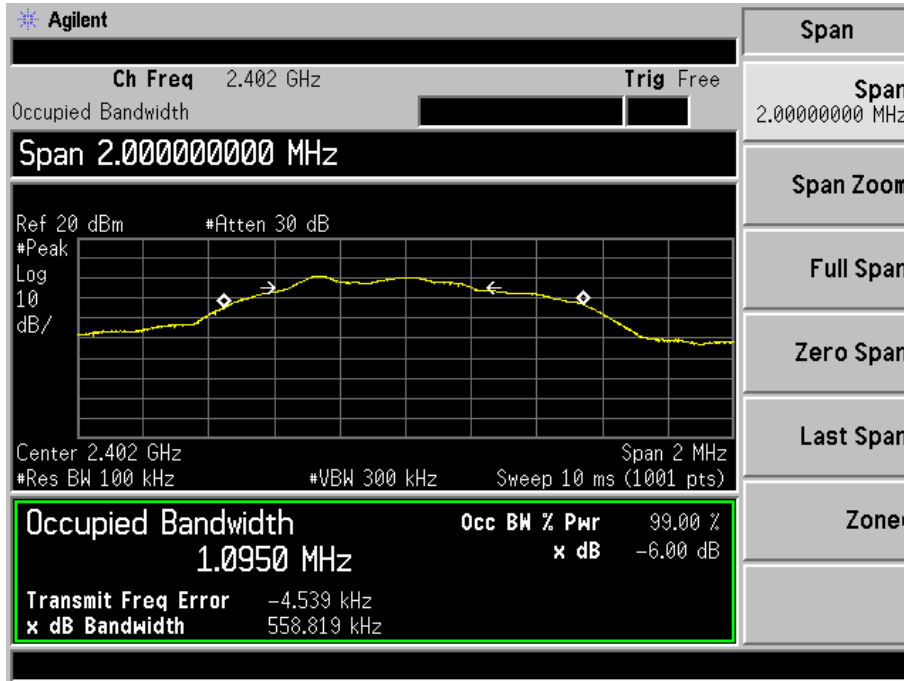 Agilent
Span
Ch Freq 2.402 GHz Trig Free
Occupied Bandwidth
Span
2.00000000 MHz
Span 2.000000000 MHz
Span Zoom
Ref 20 dBm #Atten 30 dB
#Peak
Log
10
dB/
Full Span
Zero Span
Last Span
Center 2.402 GHz Span 2 MHz
#Res BW 100 kHz #VBW 300 kHz Sweep 10 ms (1001 pts)
Occupied Bandwidth Occ BW % Pwr 99.00 %
1.0950 MHz x dB -6.00 dB
Transmit Freq Error -4.539 kHz
x dB Bandwidth 558.819 kHz